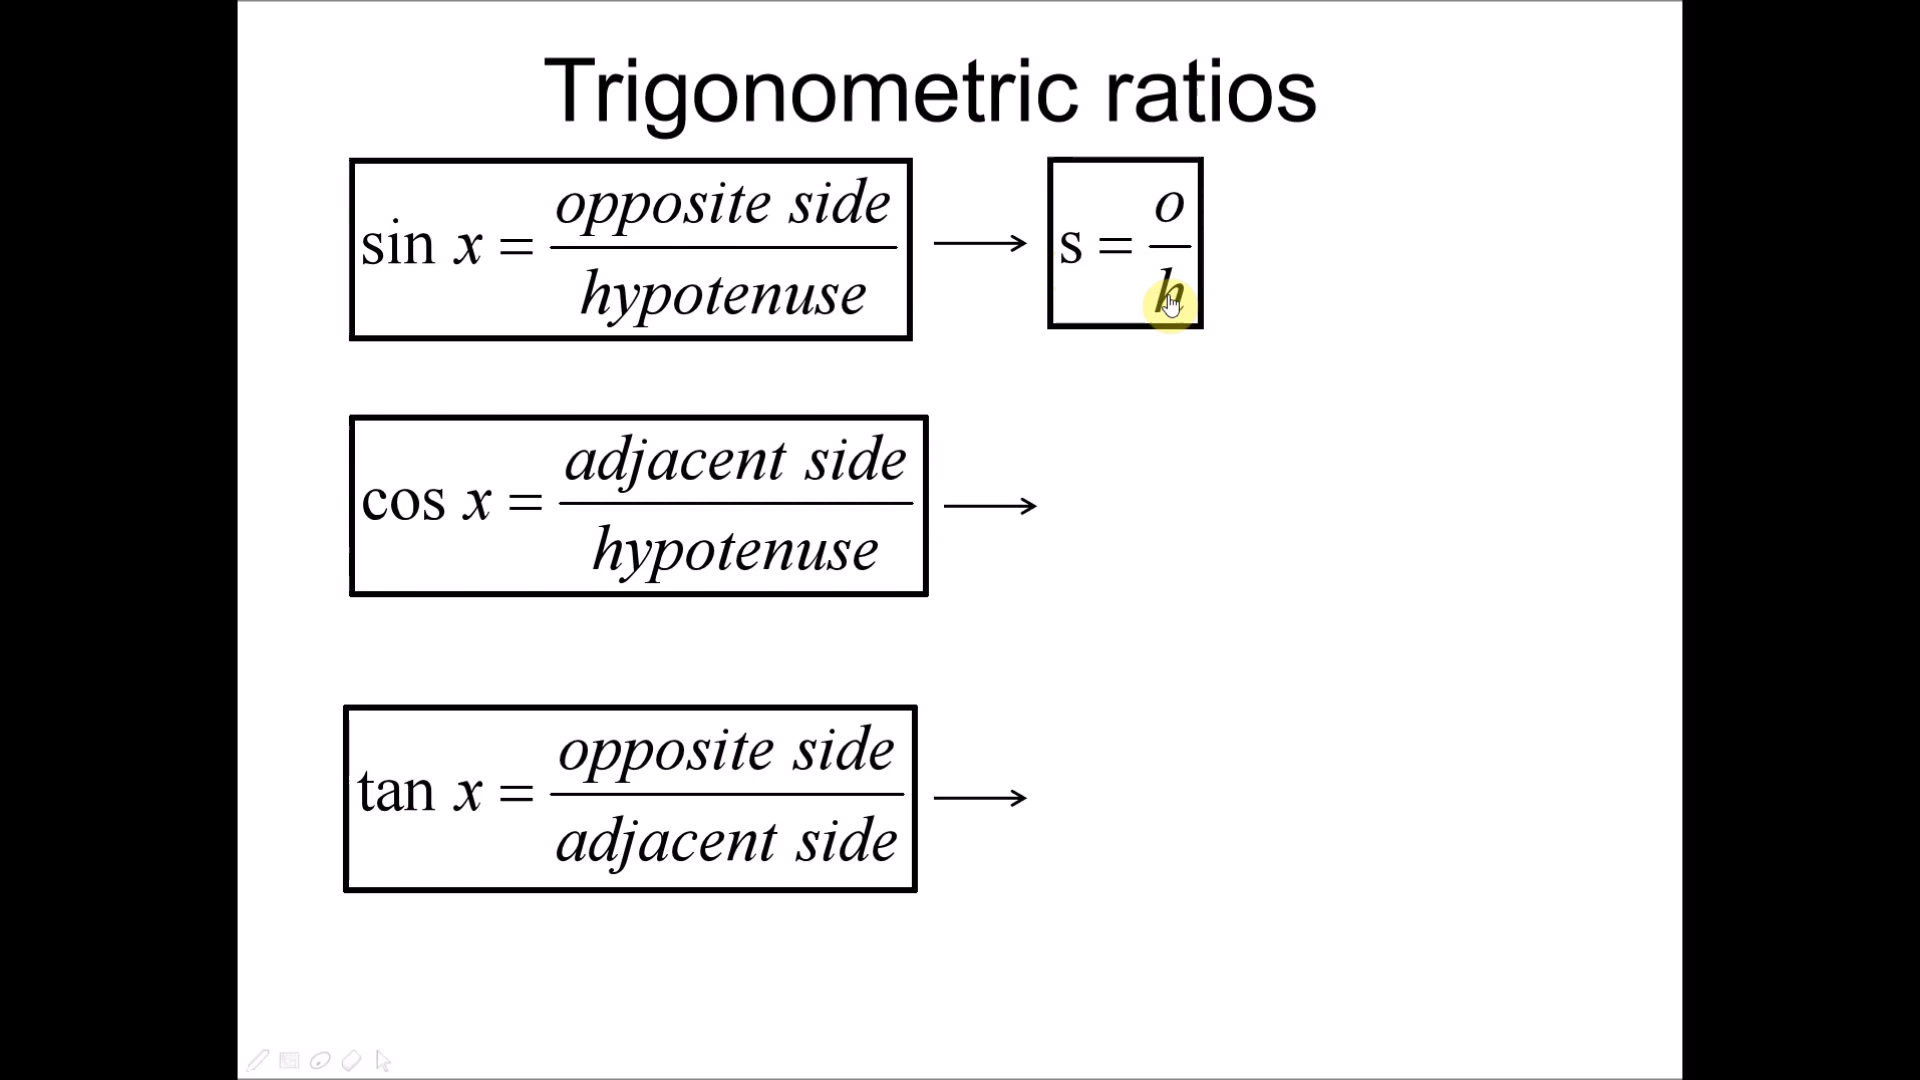 Trigonometric ratios
sin x = opposite side / hypotenuse → s = o / h
cos x = adjacent side / hypotenuse →
tan x = opposite side / adjacent side →